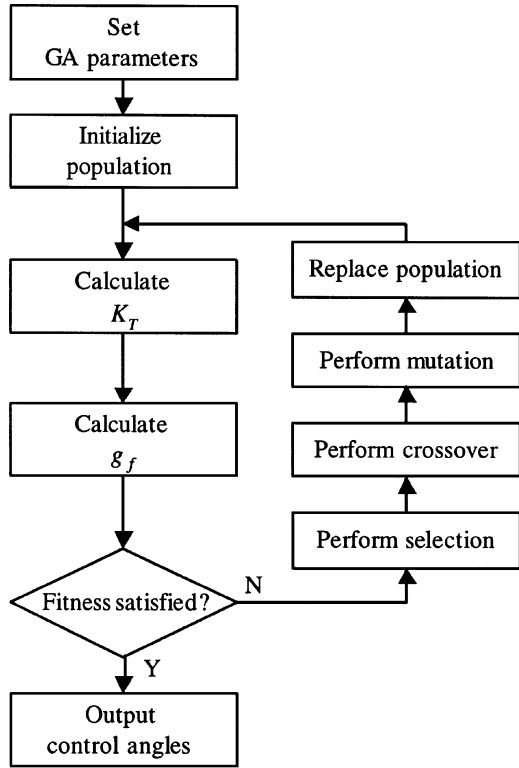 Set
GA parameters
Initialize
population
Calculate
K_T
Calculate
g_f
Fitness satisfied?
N
Y
Output
control angles
Replace population
Perform mutation
Perform crossover
Perform selection